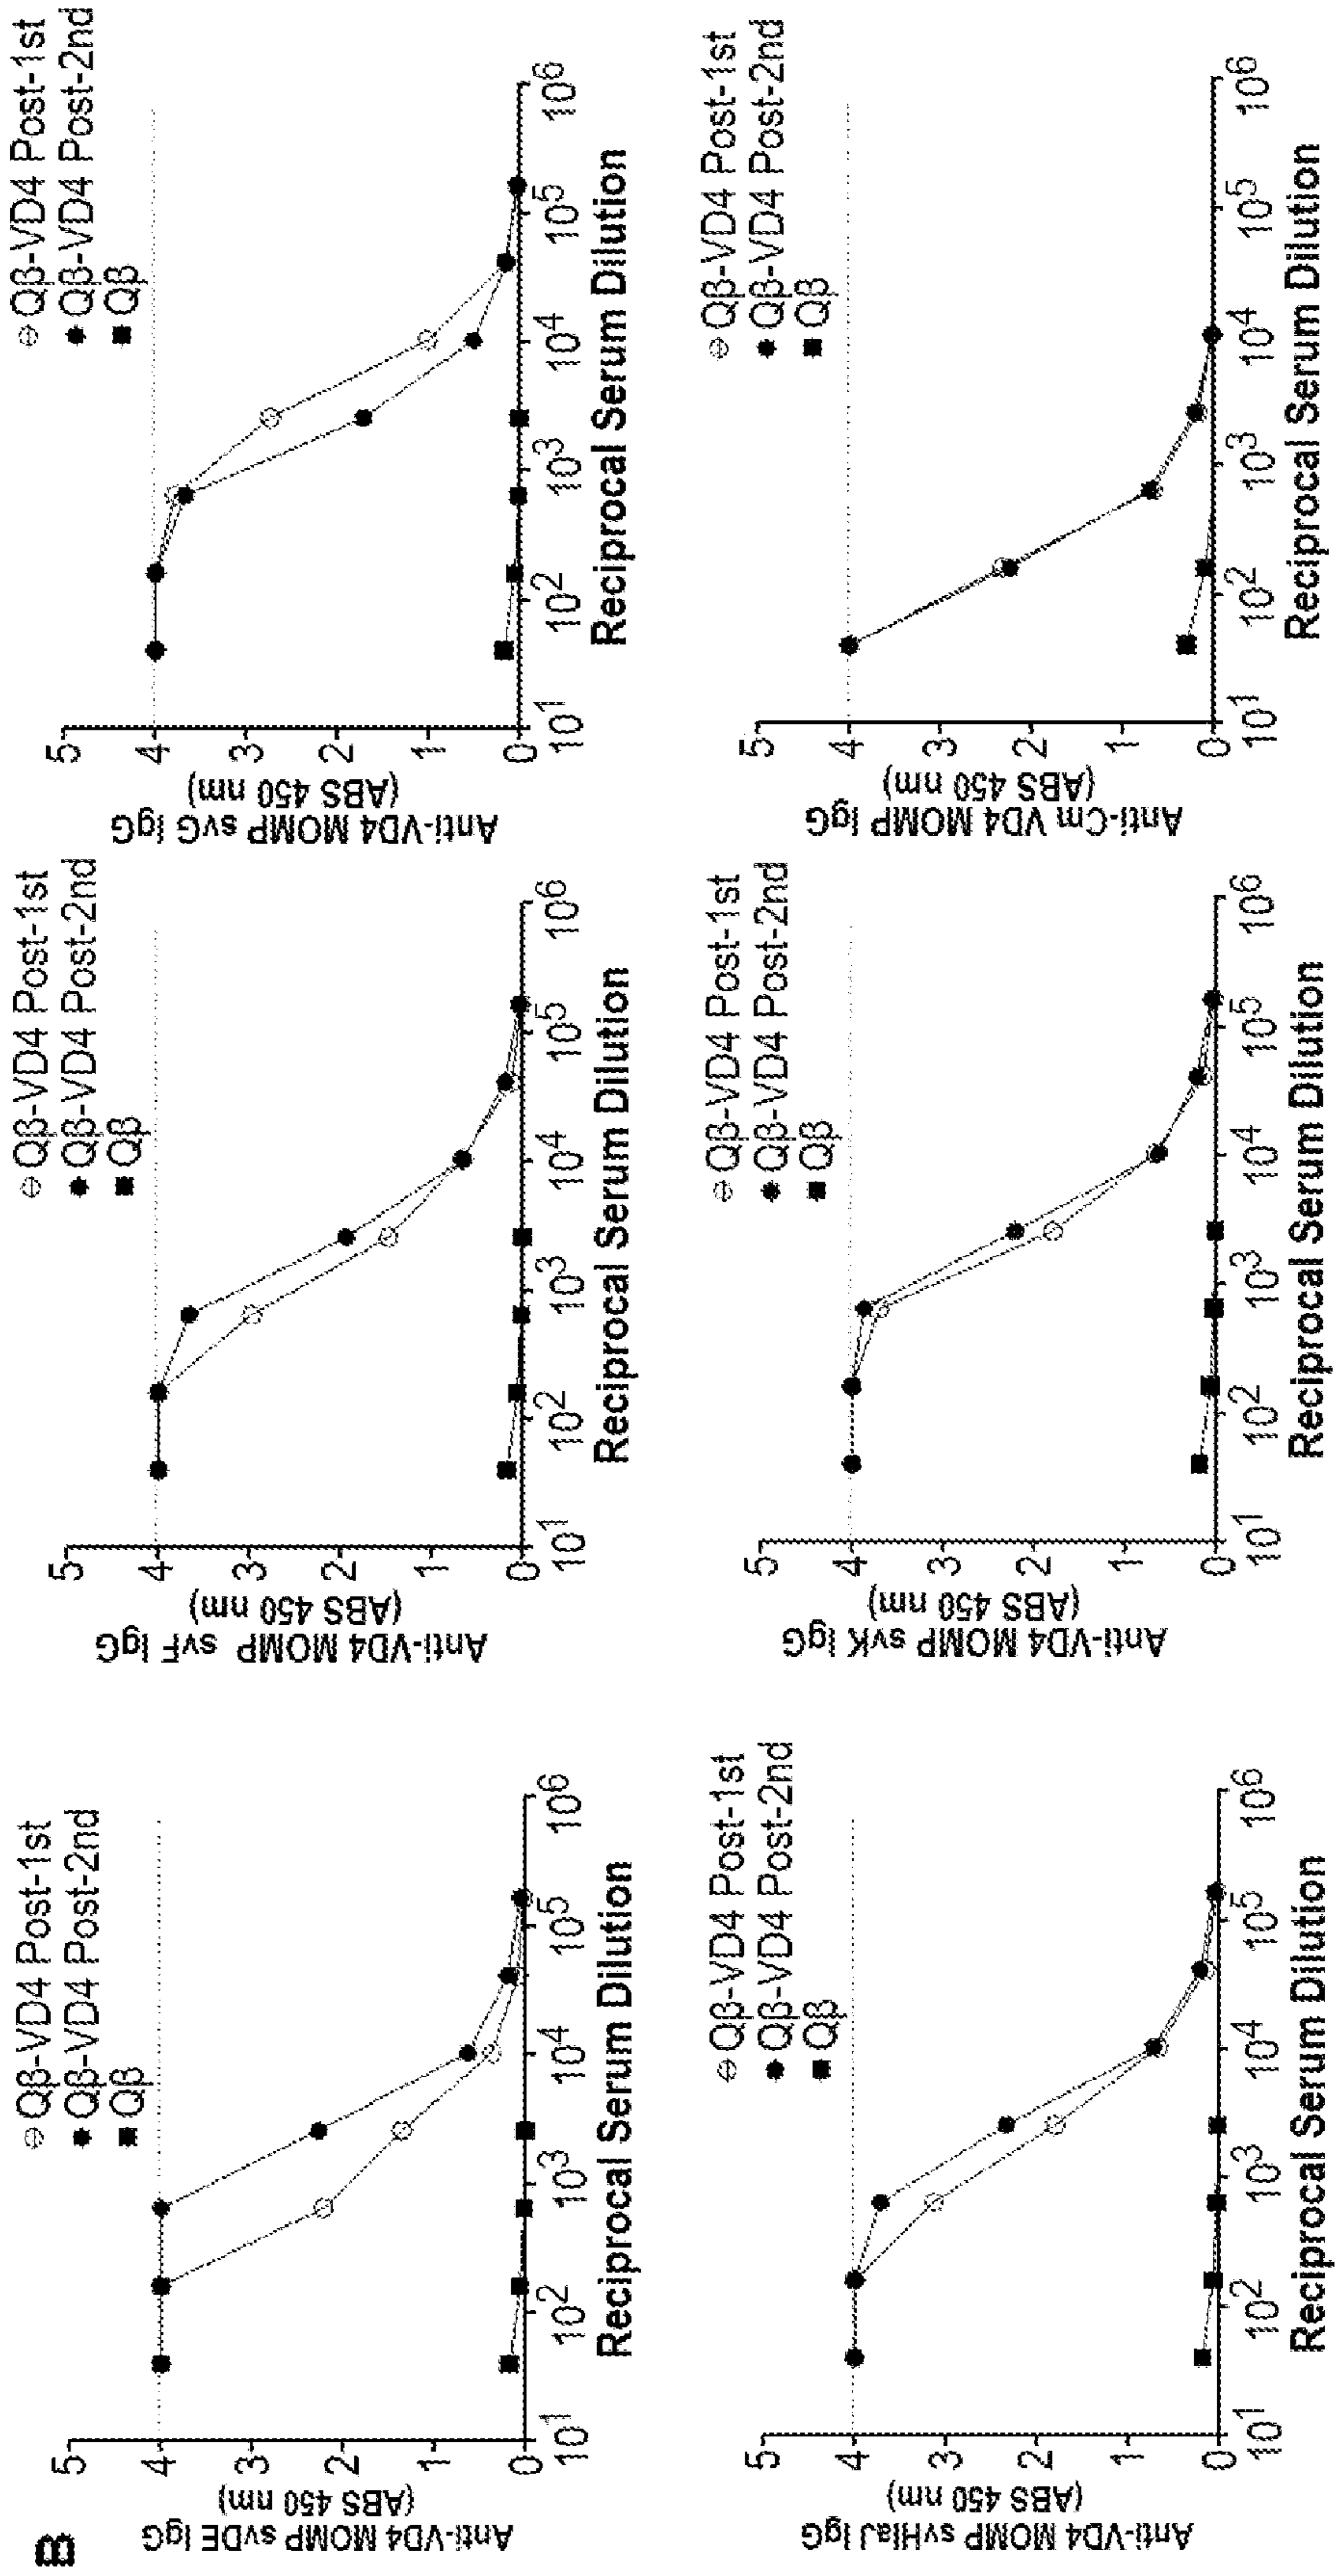 B
Anti-VD4 MOMP svDE IgG
(ABS 450 nm)
5
4
3
2
1
0
10¹
10²
10³
10⁴
10⁵
10⁶
Reciprocal Serum Dilution
Qβ-VD4 Post-1st
Qβ-VD4 Post-2nd
Qβ
Anti-VD4 MOMP svF IgG
(ABS 450 nm)
5
4
3
2
1
0
10¹
10²
10³
10⁴
10⁵
10⁶
Reciprocal Serum Dilution
Qβ-VD4 Post-1st
Qβ-VD4 Post-2nd
Qβ
Anti-VD4 MOMP svG IgG
(ABS 450 nm)
5
4
3
2
1
0
10¹
10²
10³
10⁴
10⁵
10⁶
Reciprocal Serum Dilution
Qβ-VD4 Post-1st
Qβ-VD4 Post-2nd
Qβ
Anti-VD4 MOMP svHIaJ IgG
(ABS 450 nm)
5
4
3
2
1
0
10¹
10²
10³
10⁴
10⁵
10⁶
Reciprocal Serum Dilution
Qβ-VD4 Post-1st
Qβ-VD4 Post-2nd
Qβ
Anti-VD4 MOMP svK IgG
(ABS 450 nm)
5
4
3
2
1
0
10¹
10²
10³
10⁴
10⁵
10⁶
Reciprocal Serum Dilution
Qβ-VD4 Post-1st
Qβ-VD4 Post-2nd
Qβ
Anti-Cm VD4 MOMP IgG
(ABS 450 nm)
5
4
3
2
1
0
10¹
10²
10³
10⁴
10⁵
10⁶
Reciprocal Serum Dilution
Qβ-VD4 Post-1st
Qβ-VD4 Post-2nd
Qβ